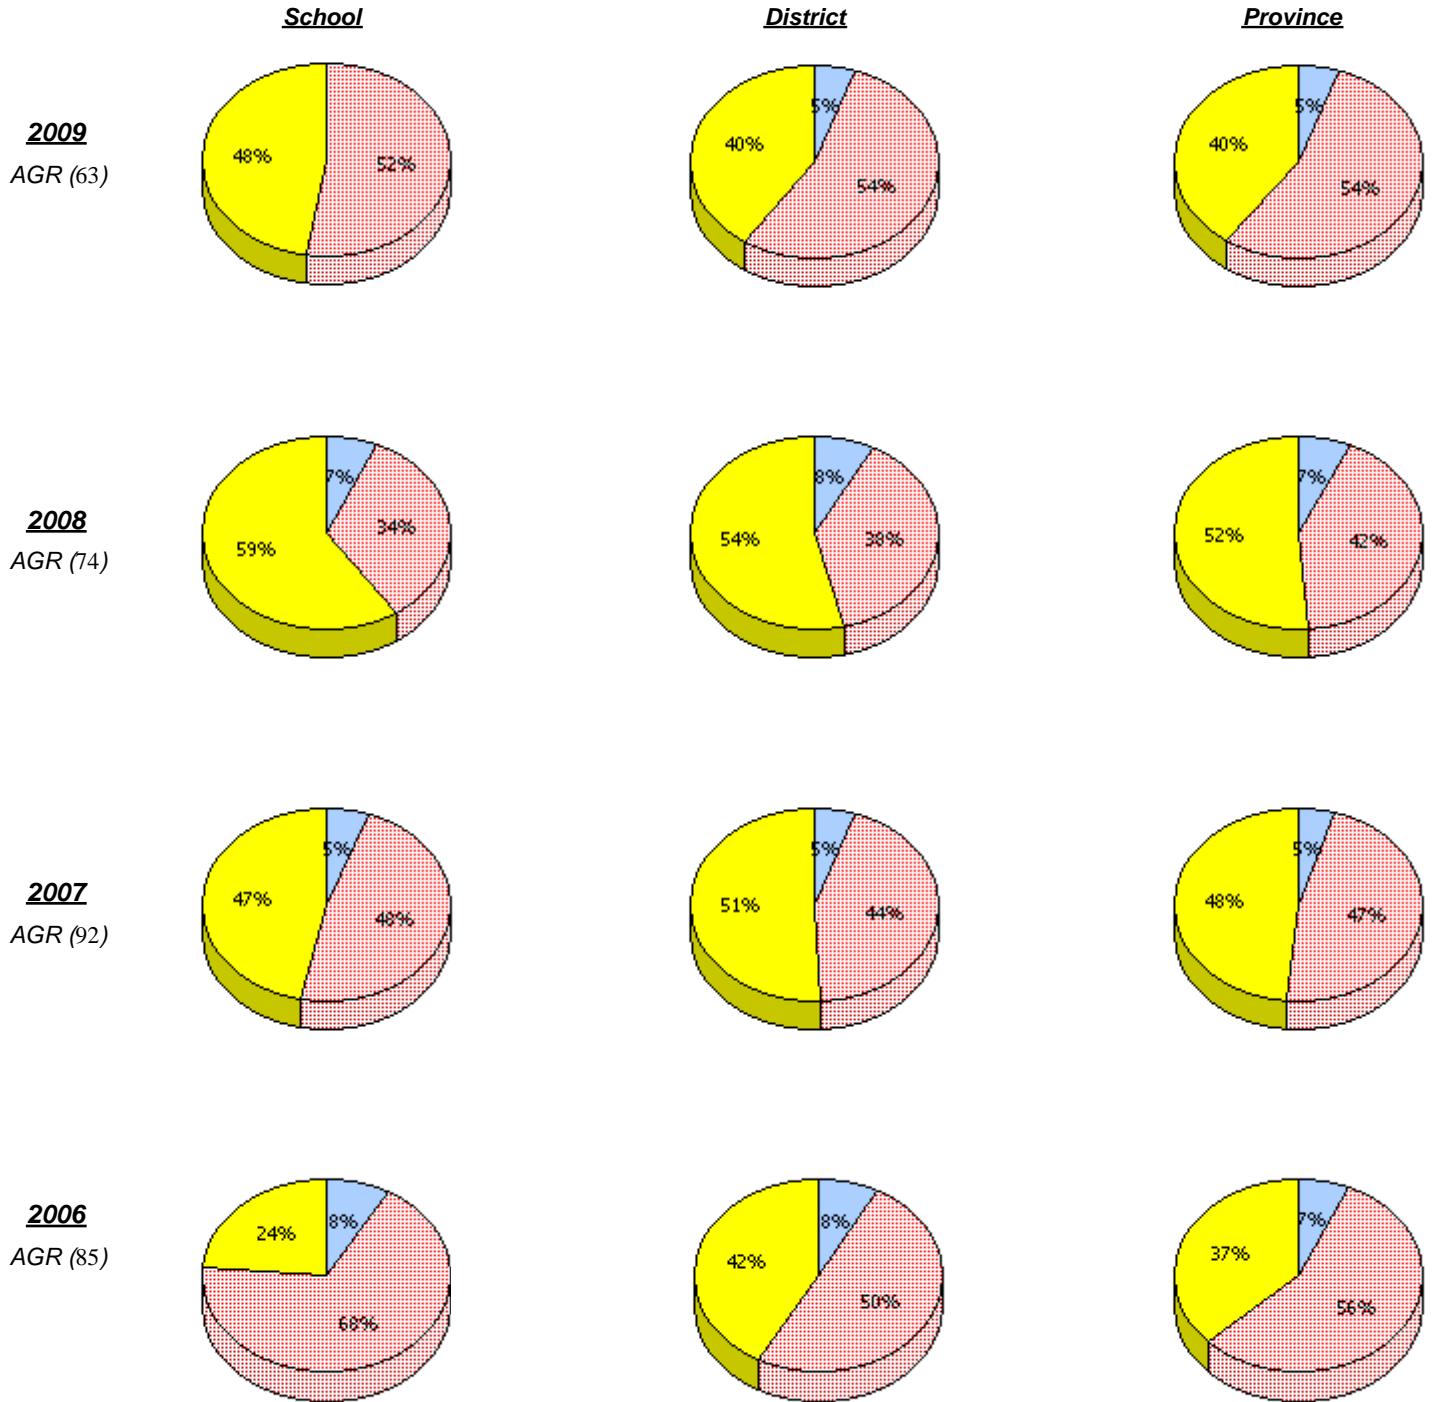 School District Province
2009
AGR (63)
48% 52%
40% 5% 54%
40% 5% 54%
2008
AGR (74)
59% 7% 34%
54% 8% 38%
52% 7% 42%
2007
AGR (92)
47% 5% 48%
51% 5% 44%
48% 5% 47%
2006
AGR (85)
24% 8% 68%
42% 8% 50%
37% 7% 56%